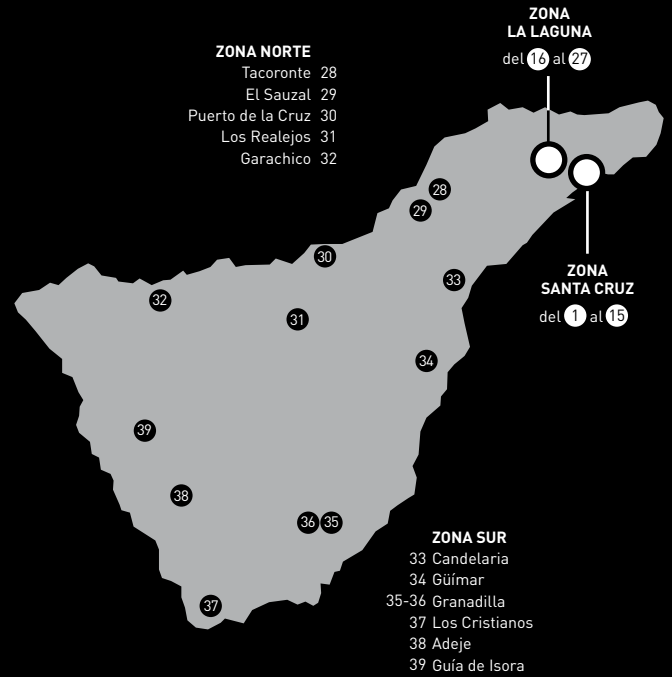 ZONA
LA LAGUNA
del 16 al 27
ZONA NORTE
Tacoronte 28
El Sauzal 29
Puerto de la Cruz 30
Los Realejos 31
Garachico 32
28
29
30
33
32
31
ZONA
SANTA CRUZ
del 1 al 15
34
39
38
36 35
37
ZONA SUR
33 Candelaria
34 Güímar
35-36 Granadilla
37 Los Cristianos
38 Adeje
39 Guía de Isora